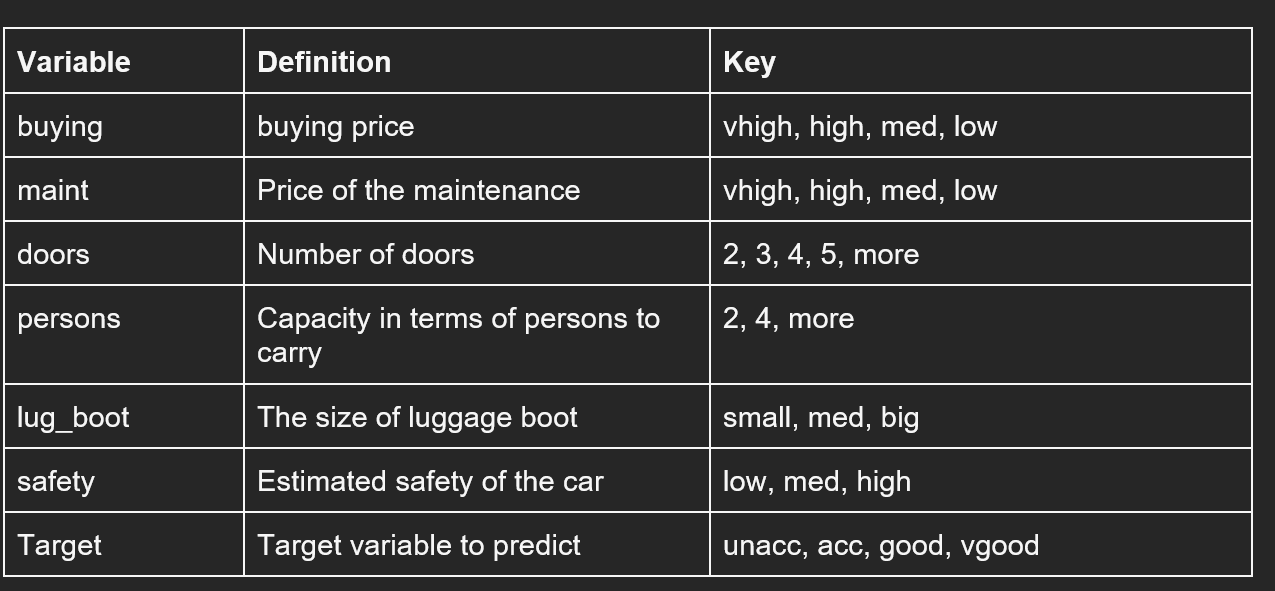 Variable Definition Key
buying buying price vhigh, high, med, low
maint Price of the maintenance vhigh, high, med, low
doors Number of doors 2, 3, 4, 5, more
persons Capacity in terms of persons to 2, 4, more
carry
lug_boot The size of luggage boot small, med, big
safety Estimated safety of the car low, med, high
Target Target variable to predict unacc, acc, good, vgood